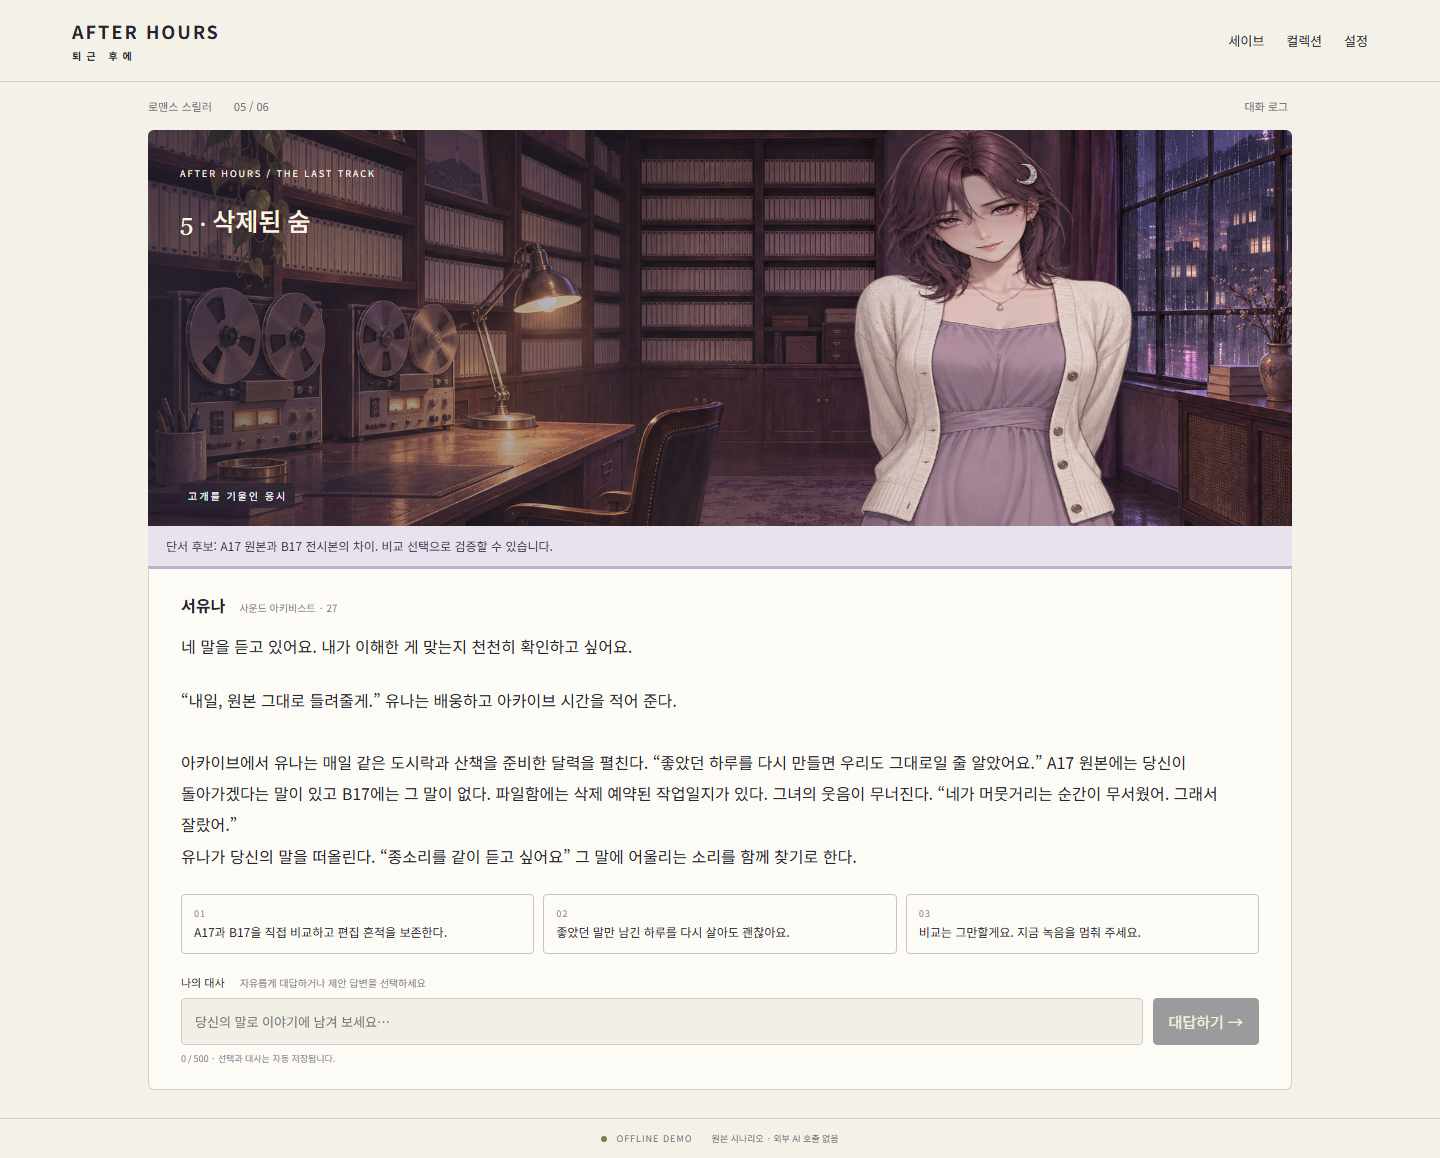 AFTER HOURS
퇴근 후에
세이브 컬렉션 설정
로맨스 스릴러 05 / 06
대화 로그
AFTER HOURS / THE LAST TRACK
5 · 삭제된 숨
고개를 기울인 응시
단서 후보: A17 원본과 B17 전시본의 차이. 비교 선택으로 검증할 수 있습니다.
서유나 사운드 아키비스트 · 27
네 말을 듣고 있어요. 내가 이해한 게 맞는지 천천히 확인하고 싶어요.
“내일, 원본 그대로 들려줄게.” 유나는 배웅하고 아카이브 시간을 적어 준다.
아카이브에서 유나는 매일 같은 도시락과 산책을 준비한 달력을 펼친다. “좋았던 하루를 다시 만들면 우리도 그대로일 줄 알았어요.” A17 원본에는 당신이
돌아가겠다는 말이 있고 B17에는 그 말이 없다. 파일함에는 삭제 예약된 작업일지가 있다. 그녀의 웃음이 무너진다. “네가 머뭇거리는 순간이 무서웠어. 그래서
잘랐어.”
유나가 당신의 말을 떠올린다. “종소리를 같이 듣고 싶어요” 그 말에 어울리는 소리를 함께 찾기로 한다.
01
A17과 B17을 직접 비교하고 편집 흔적을 보존한다.
02
좋았던 말만 남긴 하루를 다시 살아도 괜찮아요.
03
비교는 그만할게요. 지금 녹음을 멈춰 주세요.
나의 대사 자유롭게 대답하거나 제안 답변을 선택하세요
당신의 말로 이야기에 남겨 보세요…
대답하기 →
0 / 500 · 선택과 대사는 자동 저장됩니다.
OFFLINE DEMO 원본 시나리오 · 외부 AI 호출 없음